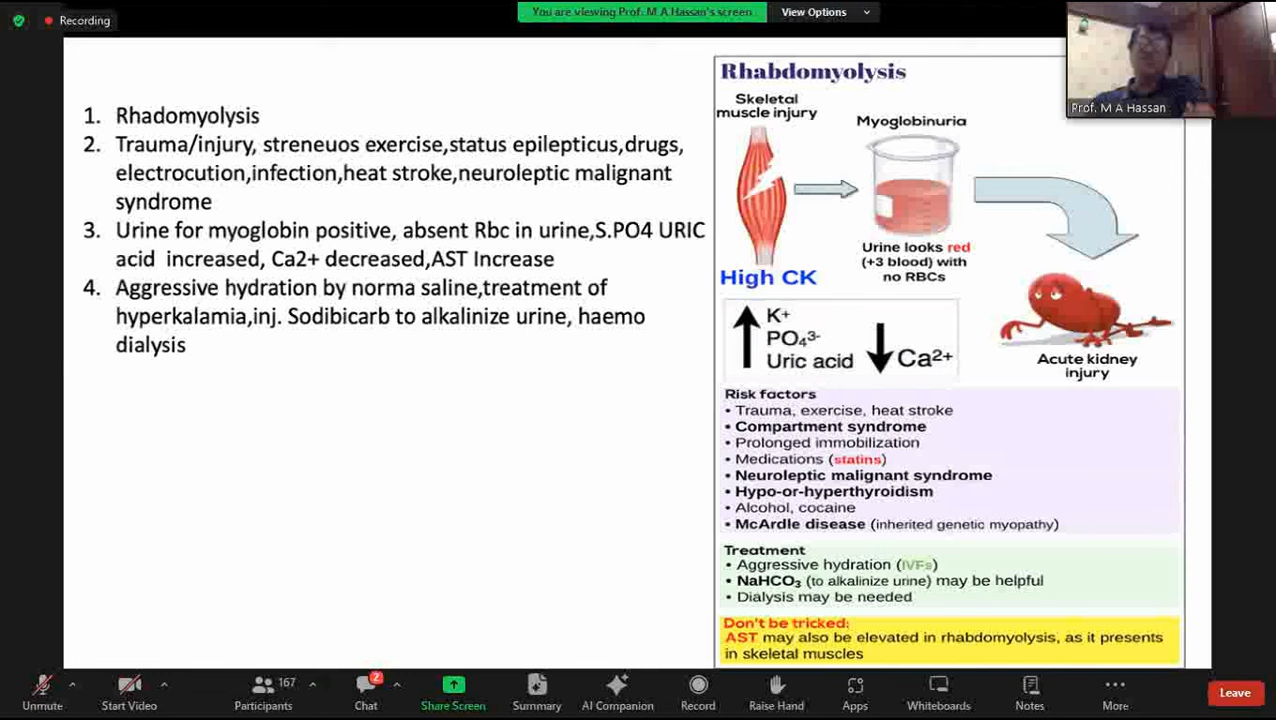 You are viewing Prof. M A Hassan's screen
View Options
Recording
Prof. M A Hassan
1. Rhadomyolysis
2. Trauma/injury, streneuos exercise,status epilepticus,drugs,
electrocution,infection,heat stroke,neuroleptic malignant
syndrome
3. Urine for myoglobin positive, absent Rbc in urine,S.PO4 URIC
acid increased, Ca2+ decreased,AST Increase
4. Aggressive hydration by norma saline,treatment of
hyperkalamia,inj. Sodibicarb to alkalinize urine, haemo
dialysis
Rhabdomyolysis
Skeletal
muscle injury
Myoglobinuria
High CK
Urine looks red
(+3 blood) with
no RBCs
K+
PO₄³⁻
Uric acid
Ca²⁺
Acute kidney
injury
Risk factors
• Trauma, exercise, heat stroke
• Compartment syndrome
• Prolonged immobilization
• Medications (statins)
• Neuroleptic malignant syndrome
• Hypo-or-hyperthyroidism
• Alcohol, cocaine
• McArdle disease (inherited genetic myopathy)
Treatment
• Aggressive hydration (IVFs)
• NaHCO₃ (to alkalinize urine) may be helpful
• Dialysis may be needed
Don't be tricked:
AST may also be elevated in rhabdomyolysis, as it presents
in skeletal muscles
Unmute
Start Video
167
Participants
2
Chat
Share Screen
Summary
AI Companion
Record
Raise Hand
Apps
Whiteboards
Notes
More
Leave